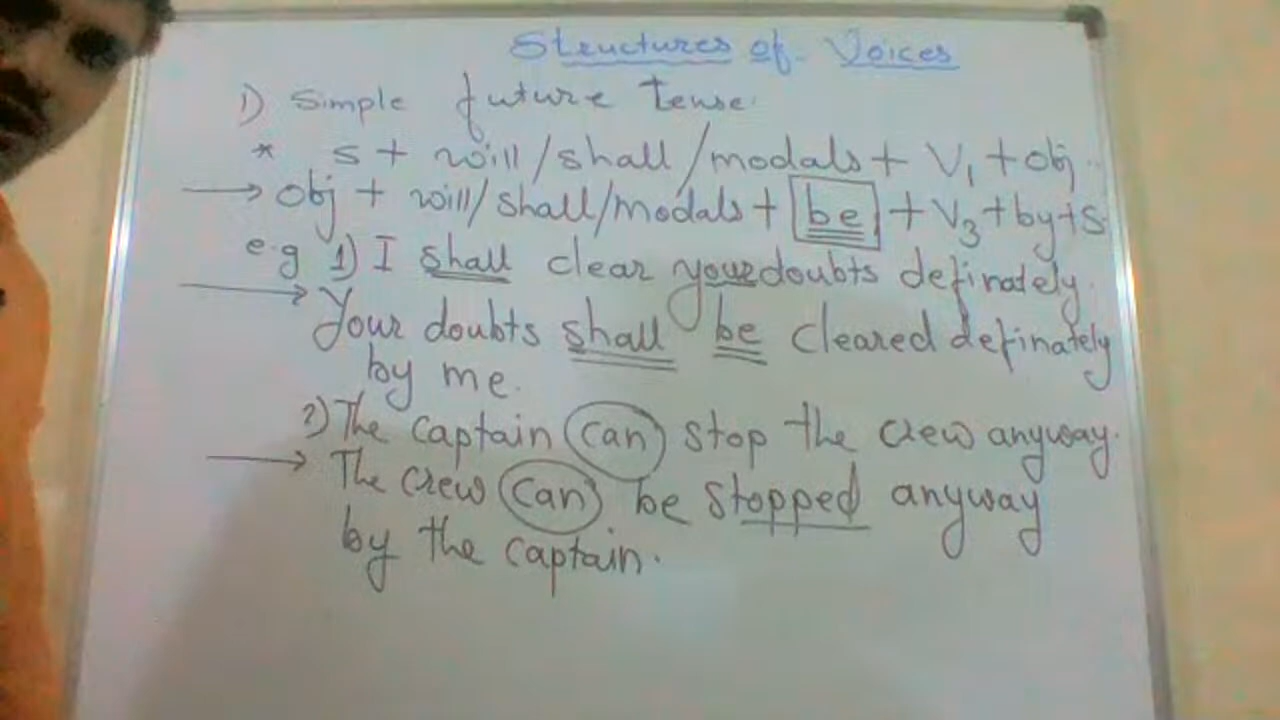 Structures of Voices
1) Simple future Tense.
* s + will/shall/modals + V₁ + obj.
→ obj + will/shall/modals + be + V₃ + by + s.
e.g 1) I shall clear your doubts definately.
→ Your doubts shall be cleared definately
by me.
2) The captain can stop the crew anyway.
→ The crew can be stopped anyway
by the captain.